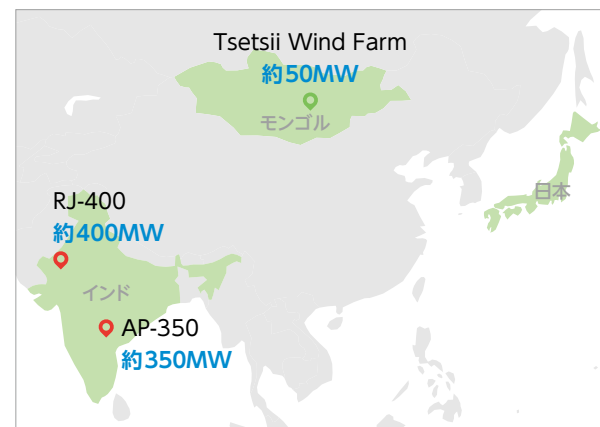 Tsetsii Wind Farm
約50MW
モンゴル
日本
RJ-400
約400MW
インド
AP-350
約350MW